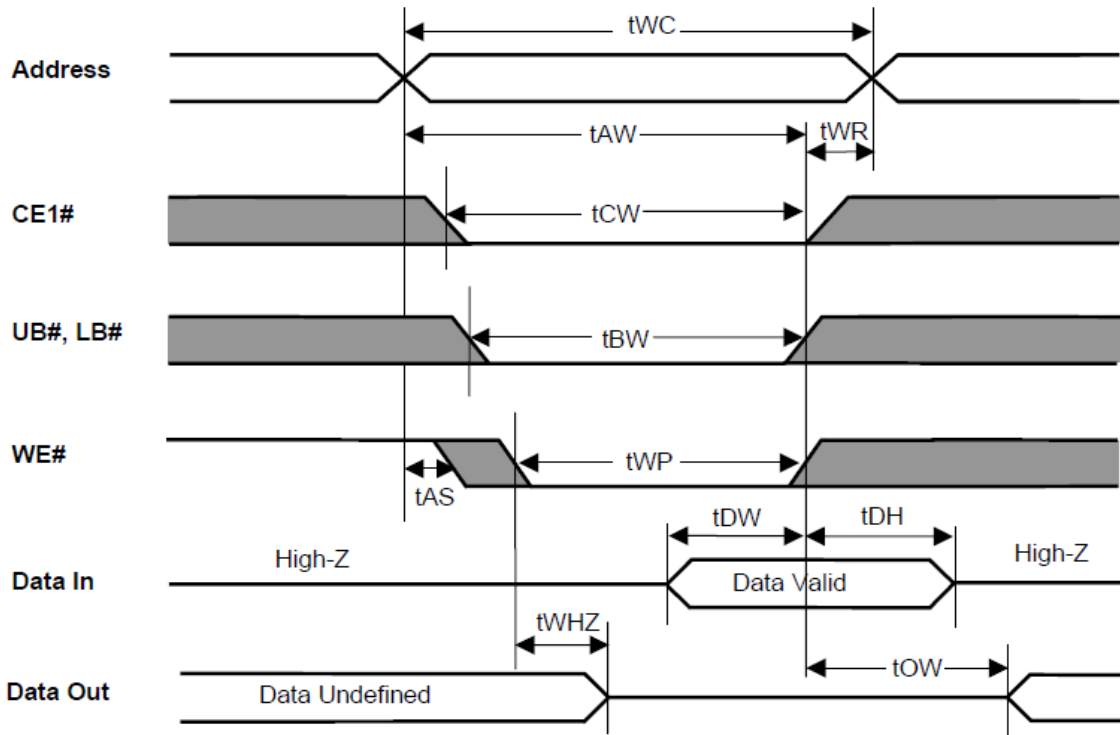 tWC
Address
tAW
tWR
CE1#
tCW
UB#, LB#
tBW
WE#
tWP
tAS
tDW
tDH
High-Z
High-Z
Data In
Data Valid
tWHZ
tOW
Data Out
Data Undefined